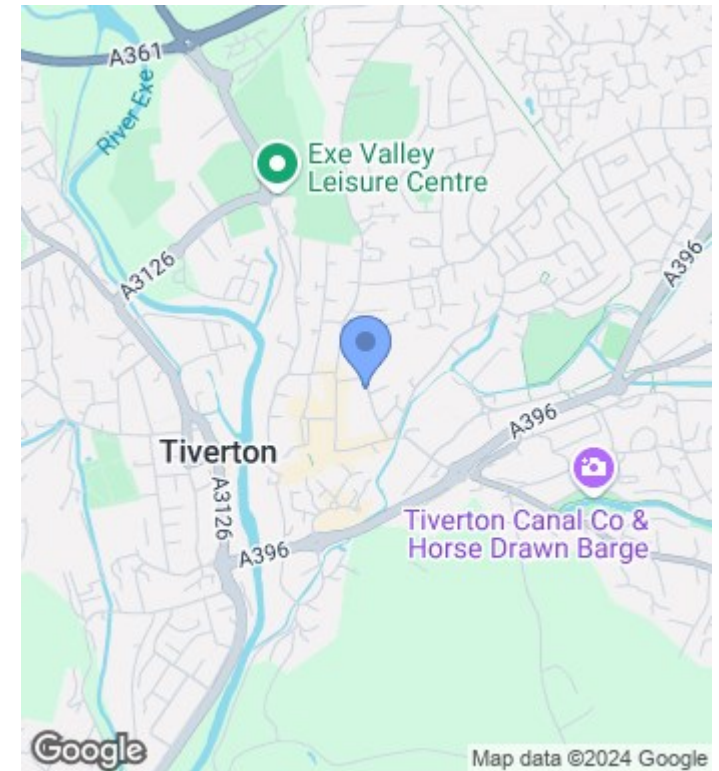 A361
River Exe
Exe Valley
Leisure Centre
A3126
A396
A396
Tiverton
A3126
Tiverton Canal Co &
Horse Drawn Barge
A396
Google
Map data ©2024 Google